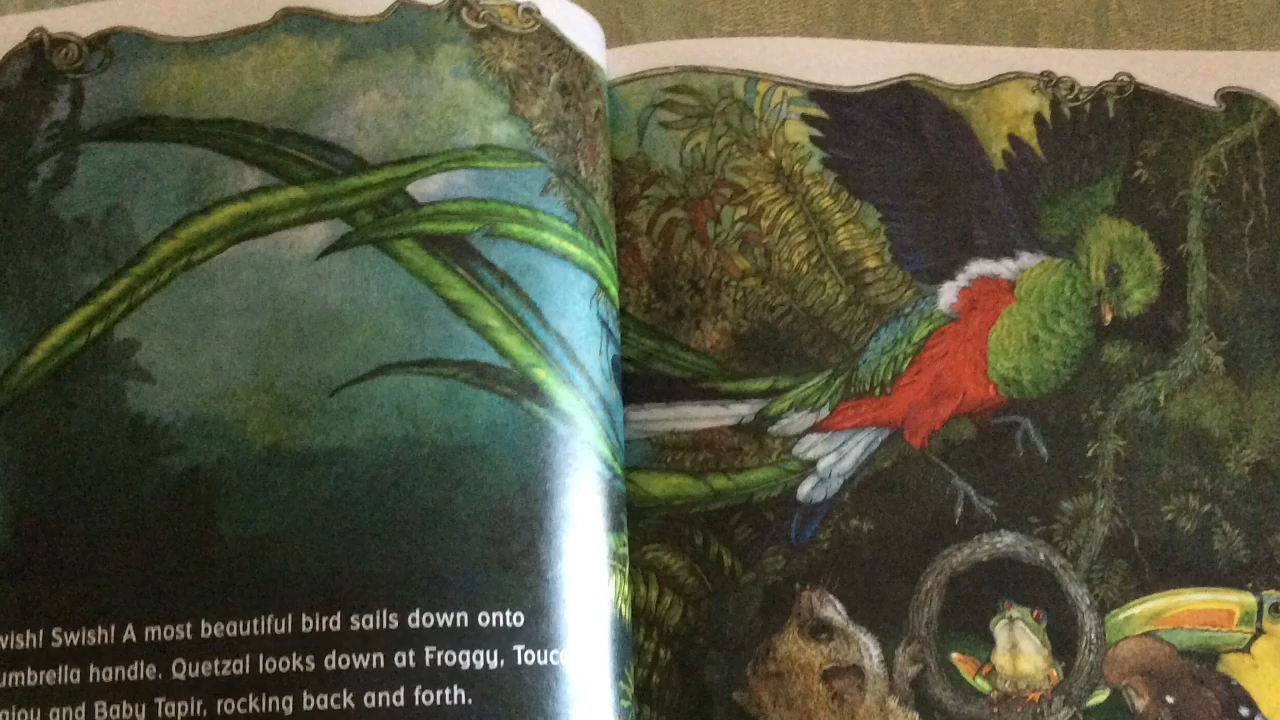 wish! Swish! A most beautiful bird sails down onto
umbrella handle. Quetzal looks down at Froggy, Touc
and Baby Tapir, rocking back and forth.